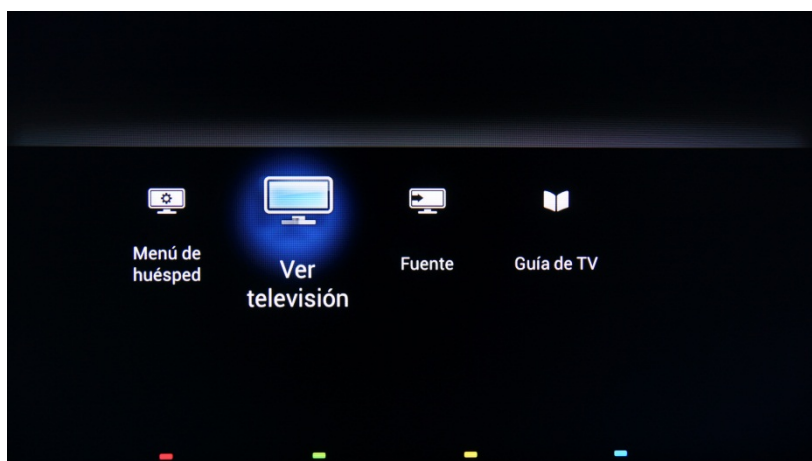 Menú de
huésped
Ver
televisión
Fuente
Guía de TV